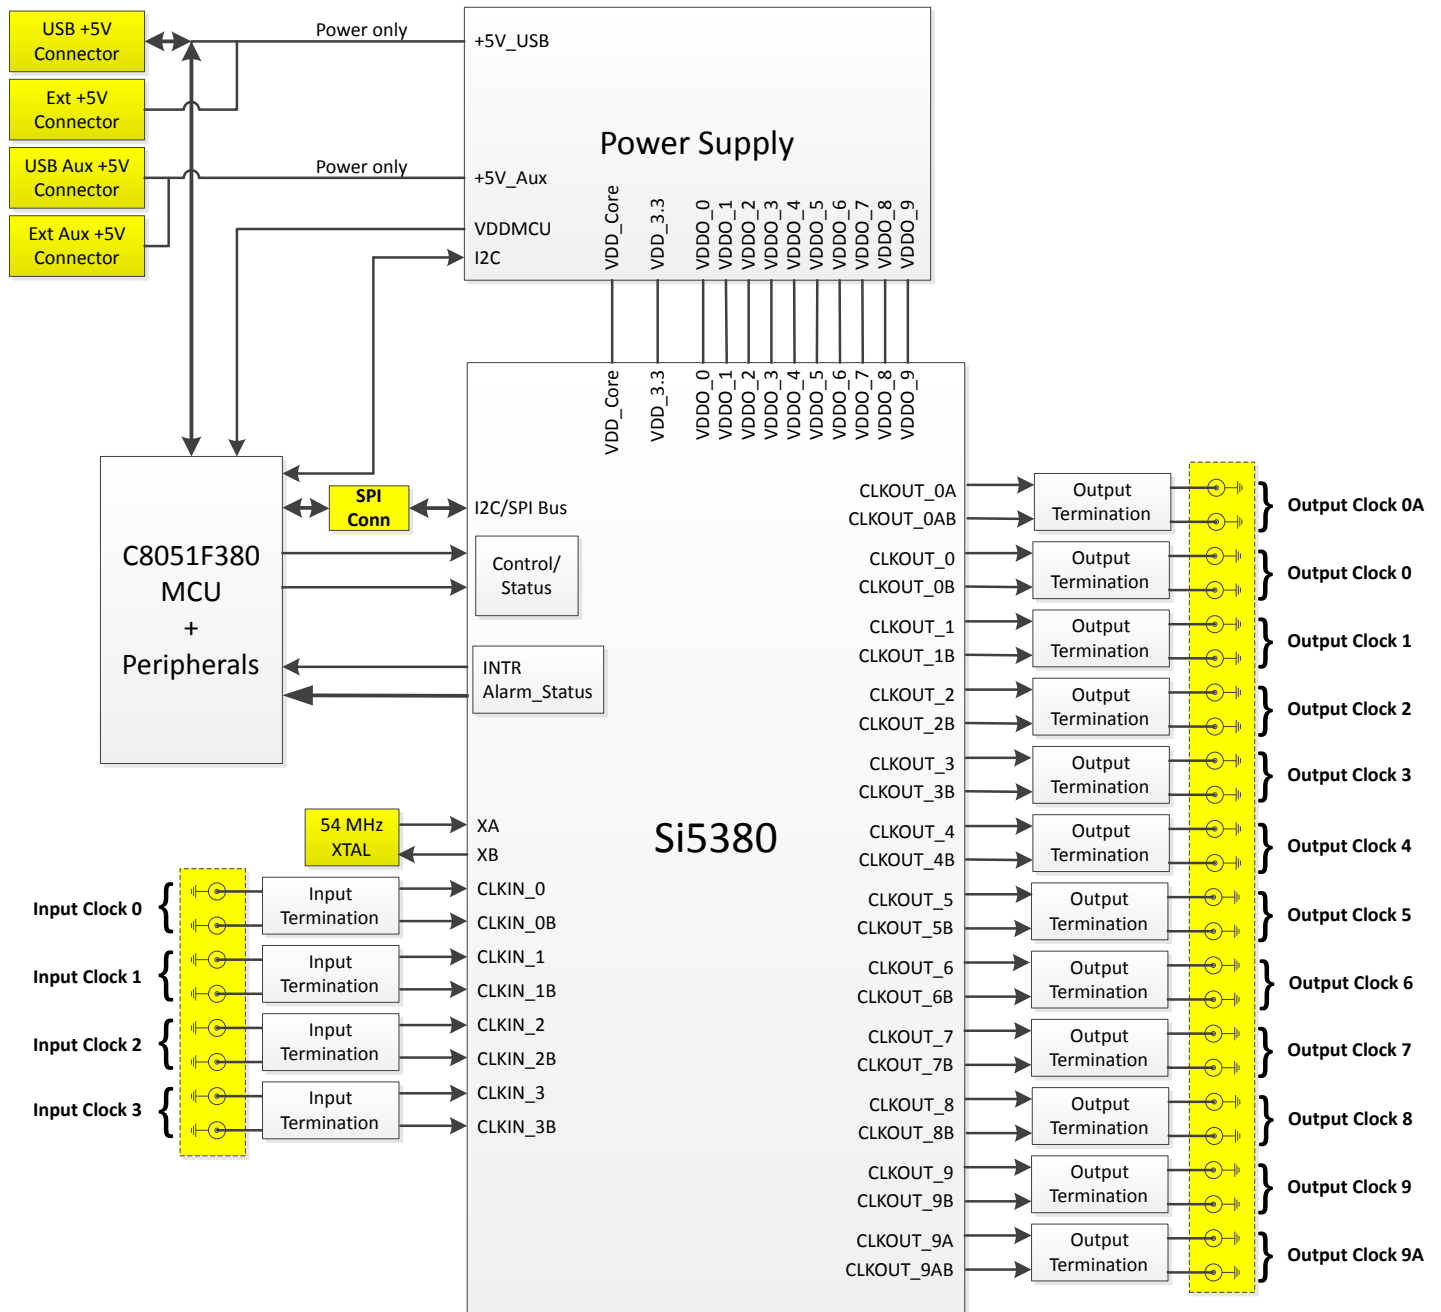 USB +5V
Connector
Ext +5V
Connector
USB Aux +5V
Connector
Ext Aux +5V
Connector
Power only
Power only
+5V_USB
Power Supply
+5V_Aux
VDDMCU
I2C
VDD_Core
VDD_3.3
VDDO_0
VDDO_1
VDDO_2
VDDO_3
VDDO_4
VDDO_5
VDDO_6
VDDO_7
VDDO_8
VDDO_9
VDD_Core
VDD_3.3
VDDO_0
VDDO_1
VDDO_2
VDDO_3
VDDO_4
VDDO_5
VDDO_6
VDDO_7
VDDO_8
VDDO_9
C8051F380
MCU
+
Peripherals
SPI
Conn
I2C/SPI Bus
Control/
Status
INTR
Alarm_Status
54 MHz
XTAL
XA
XB
Si5380
Input Clock 0
Input
Termination
CLKIN_0
CLKIN_0B
Input Clock 1
Input
Termination
CLKIN_1
CLKIN_1B
Input Clock 2
Input
Termination
CLKIN_2
CLKIN_2B
Input Clock 3
Input
Termination
CLKIN_3
CLKIN_3B
CLKOUT_0A
CLKOUT_0AB
Output
Termination
Output Clock 0A
CLKOUT_0
CLKOUT_0B
Output
Termination
Output Clock 0
CLKOUT_1
CLKOUT_1B
Output
Termination
Output Clock 1
CLKOUT_2
CLKOUT_2B
Output
Termination
Output Clock 2
CLKOUT_3
CLKOUT_3B
Output
Termination
Output Clock 3
CLKOUT_4
CLKOUT_4B
Output
Termination
Output Clock 4
CLKOUT_5
CLKOUT_5B
Output
Termination
Output Clock 5
CLKOUT_6
CLKOUT_6B
Output
Termination
Output Clock 6
CLKOUT_7
CLKOUT_7B
Output
Termination
Output Clock 7
CLKOUT_8
CLKOUT_8B
Output
Termination
Output Clock 8
CLKOUT_9
CLKOUT_9B
Output
Termination
Output Clock 9
CLKOUT_9A
CLKOUT_9AB
Output
Termination
Output Clock 9A